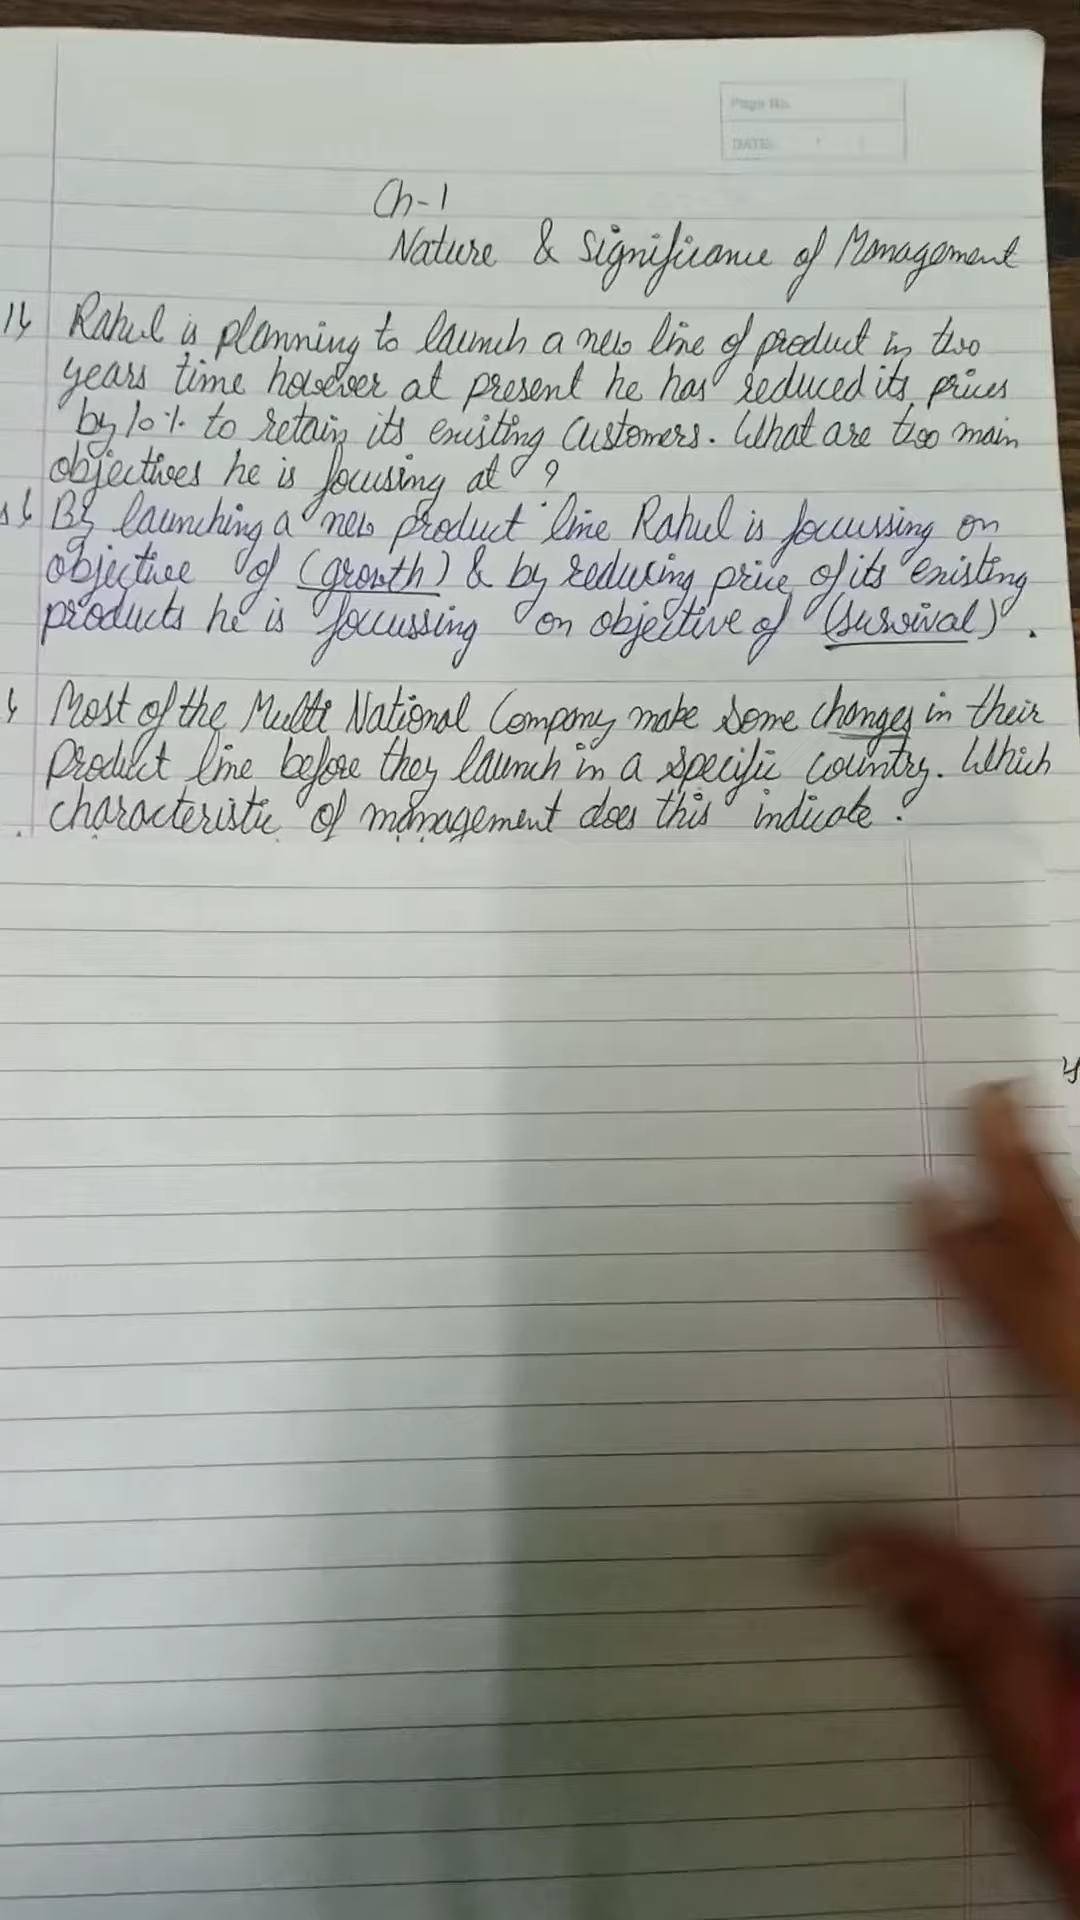 Page No.
DATE:
Ch-1
Nature & Significance of Management
1↳ Rahul is planning to launch a new line of product in two
years time however at present he has reduced its prices
by 10% to retain its existing Customers. What are two main
objectives he is focusing at ?
By launching a new product line Rahul is focussing on
objective of (growth) & by reducing price of its existing
products he is focussing on objective of (survival).
Most of the Multi National Company make some changes in their
Product line before they launch in a specific country. Which
characteristic of management does this indicate ?